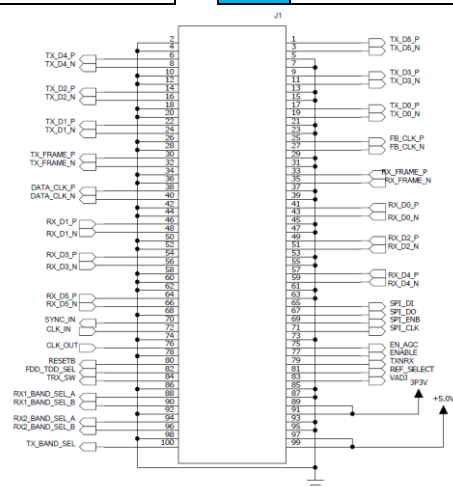 J1
2 1 TX_D5_P
4 3 TX_D5_N
TX_D4_P 6 5
TX_D4_N 8 7
10 9 TX_D3_P
12 11 TX_D3_N
TX_D2_P 14 13
TX_D2_N 16 15
18 17 TX_D0_P
20 19 TX_D0_N
TX_D1_P 22 21
TX_D1_N 24 23
26 25 FB_CLK_P
28 27 FB_CLK_N
TX_FRAME_P 30 29
TX_FRAME_N 32 31
34 33 RX_FRAME_P
36 35 RX_FRAME_N
DATA_CLK_P 38 37
DATA_CLK_N 40 39
42 41 RX_D0_P
44 43 RX_D0_N
RX_D1_P 46 45
RX_D1_N 48 47
50 49 RX_D2_P
52 51 RX_D2_N
RX_D3_P 54 53
RX_D3_N 56 55
58 57 RX_D4_P
60 59 RX_D4_N
62 61
RX_D5_P 64 63
RX_D5_N 66 65 SPI_DI
68 67 SPI_DO
SYNC_IN 70 69 SPI_ENB
CLK_IN 72 71 SPI_CLK
74 73
CLK_OUT 76 75 EN_AGC
78 77 ENABLE
RESETB 80 79 TXNRX
FDD_TDD_SEL 82 81 REF_SELECT
TRX_SW 84 83 VADJ
86 85 3P3V
RX1_BAND_SEL_A 88 87
RX1_BAND_SEL_B 90 89 +5.0V
92 91
RX2_BAND_SEL_A 94 93
RX2_BAND_SEL_B 96 95
98 97
TX_BAND_SEL 100 99